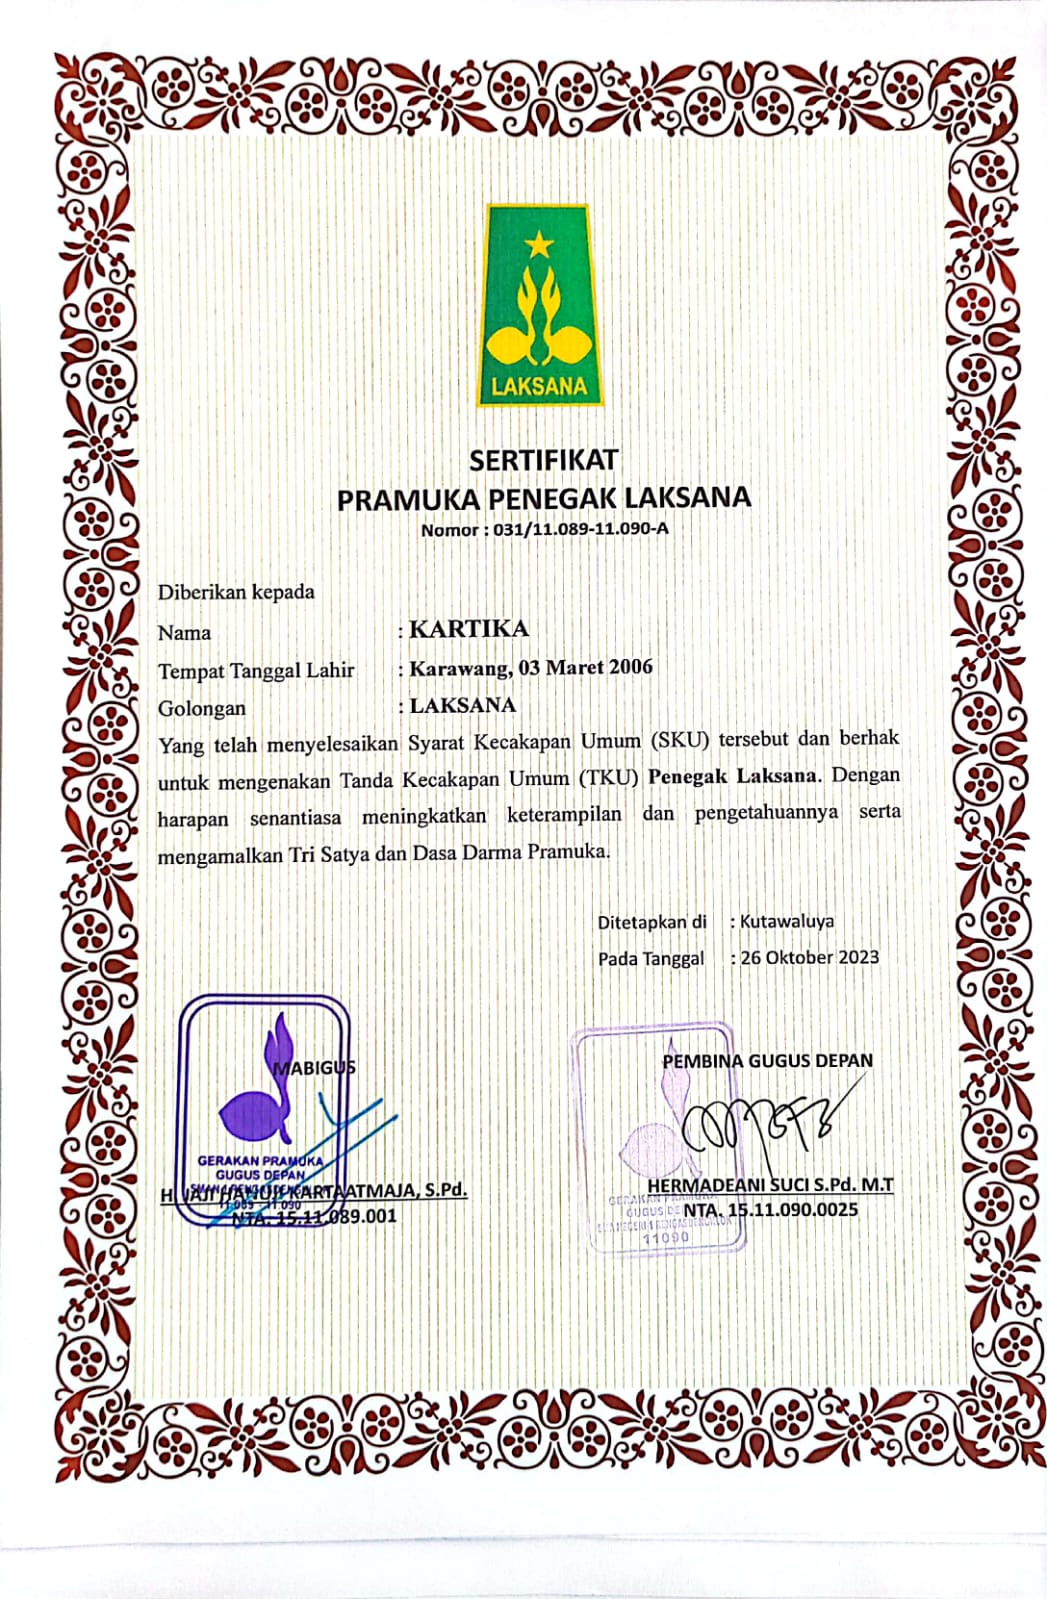 LAKSANA
SERTIFIKAT
PRAMUKA PENEGAK LAKSANA
Nomor : 031/11.089-11.090-A
Diberikan kepada
Nama : KARTIKA
Tempat Tanggal Lahir : Karawang, 03 Maret 2006
Golongan : LAKSANA
Yang telah menyelesaikan Syarat Kecakapan Umum (SKU) tersebut dan berhak
untuk mengenakan Tanda Kecakapan Umum (TKU) Penegak Laksana. Dengan
harapan senantiasa meningkatkan keterampilan dan pengetahuannya serta
mengamalkan Tri Satya dan Dasa Darma Pramuka.
Ditetapkan di : Kutawaluya
Pada Tanggal : 26 Oktober 2023
MABIGUS
GERAKAN PRAMUKA
GUGUS DEPAN
11.089 - 11.090
KARTAATMAJA, S.Pd.
NTA. 15.11.089.001
PEMBINA GUGUS DEPAN
HERMADEANI SUCI S.Pd. M.T
NTA. 15.11.090.0025
GERAKAN PRAMUKA
GUGUS
11090